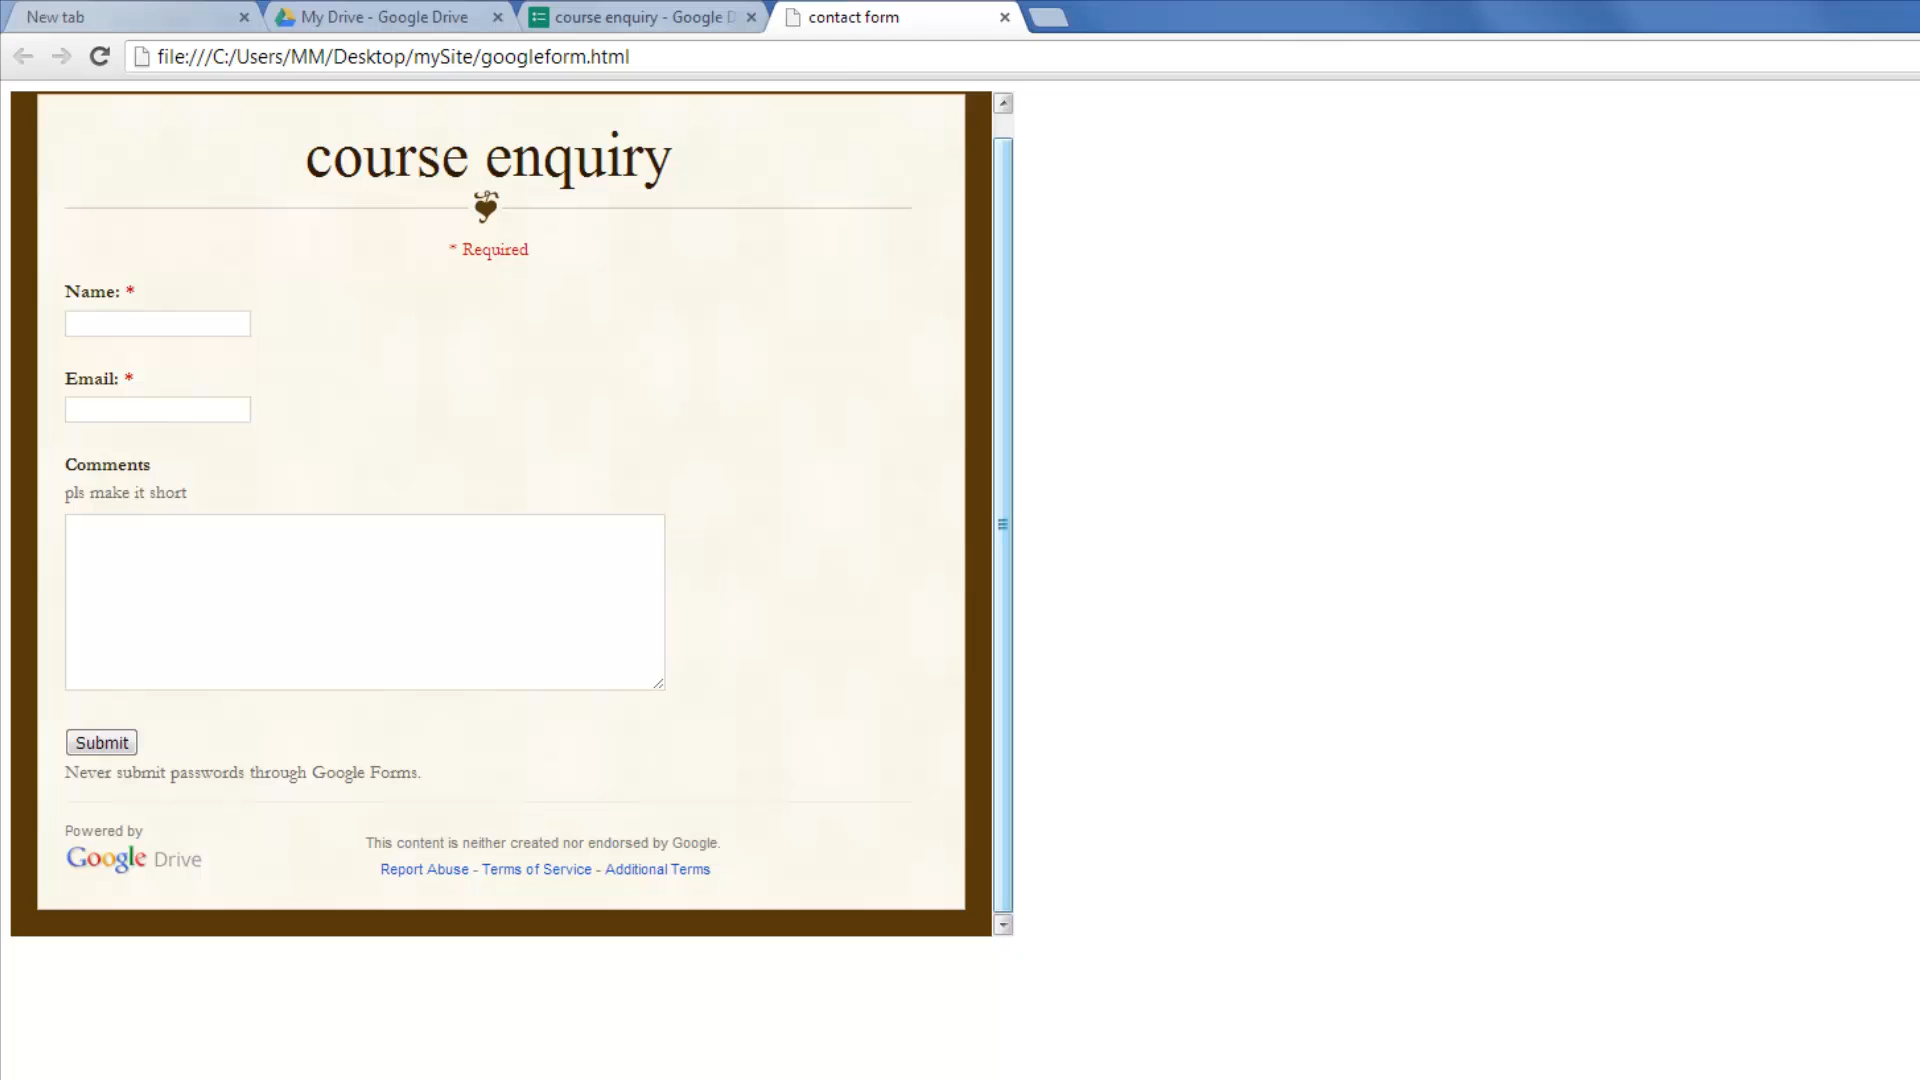 New tab
My Drive - Google Drive
course enquiry - Google D
contact form
file:///C:/Users/MM/Desktop/mySite/googleform.html
course enquiry
* Required
Name: *
Email: *
Comments
pls make it short
Submit
Never submit passwords through Google Forms.
Powered by
Google Drive
This content is neither created nor endorsed by Google.
Report Abuse - Terms of Service - Additional Terms